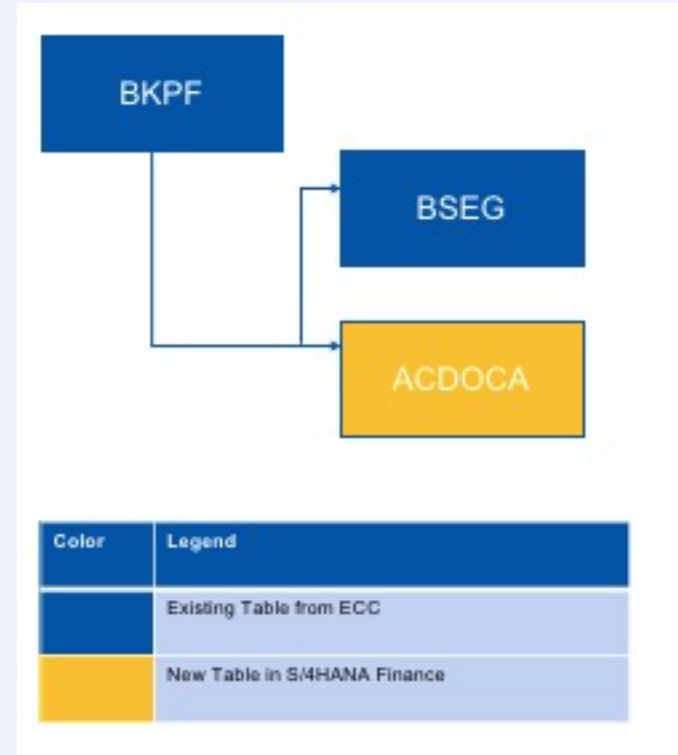 BKPF
BSEG
ACDOCA
Color Legend
Existing Table from ECC
New Table in S/4HANA Finance